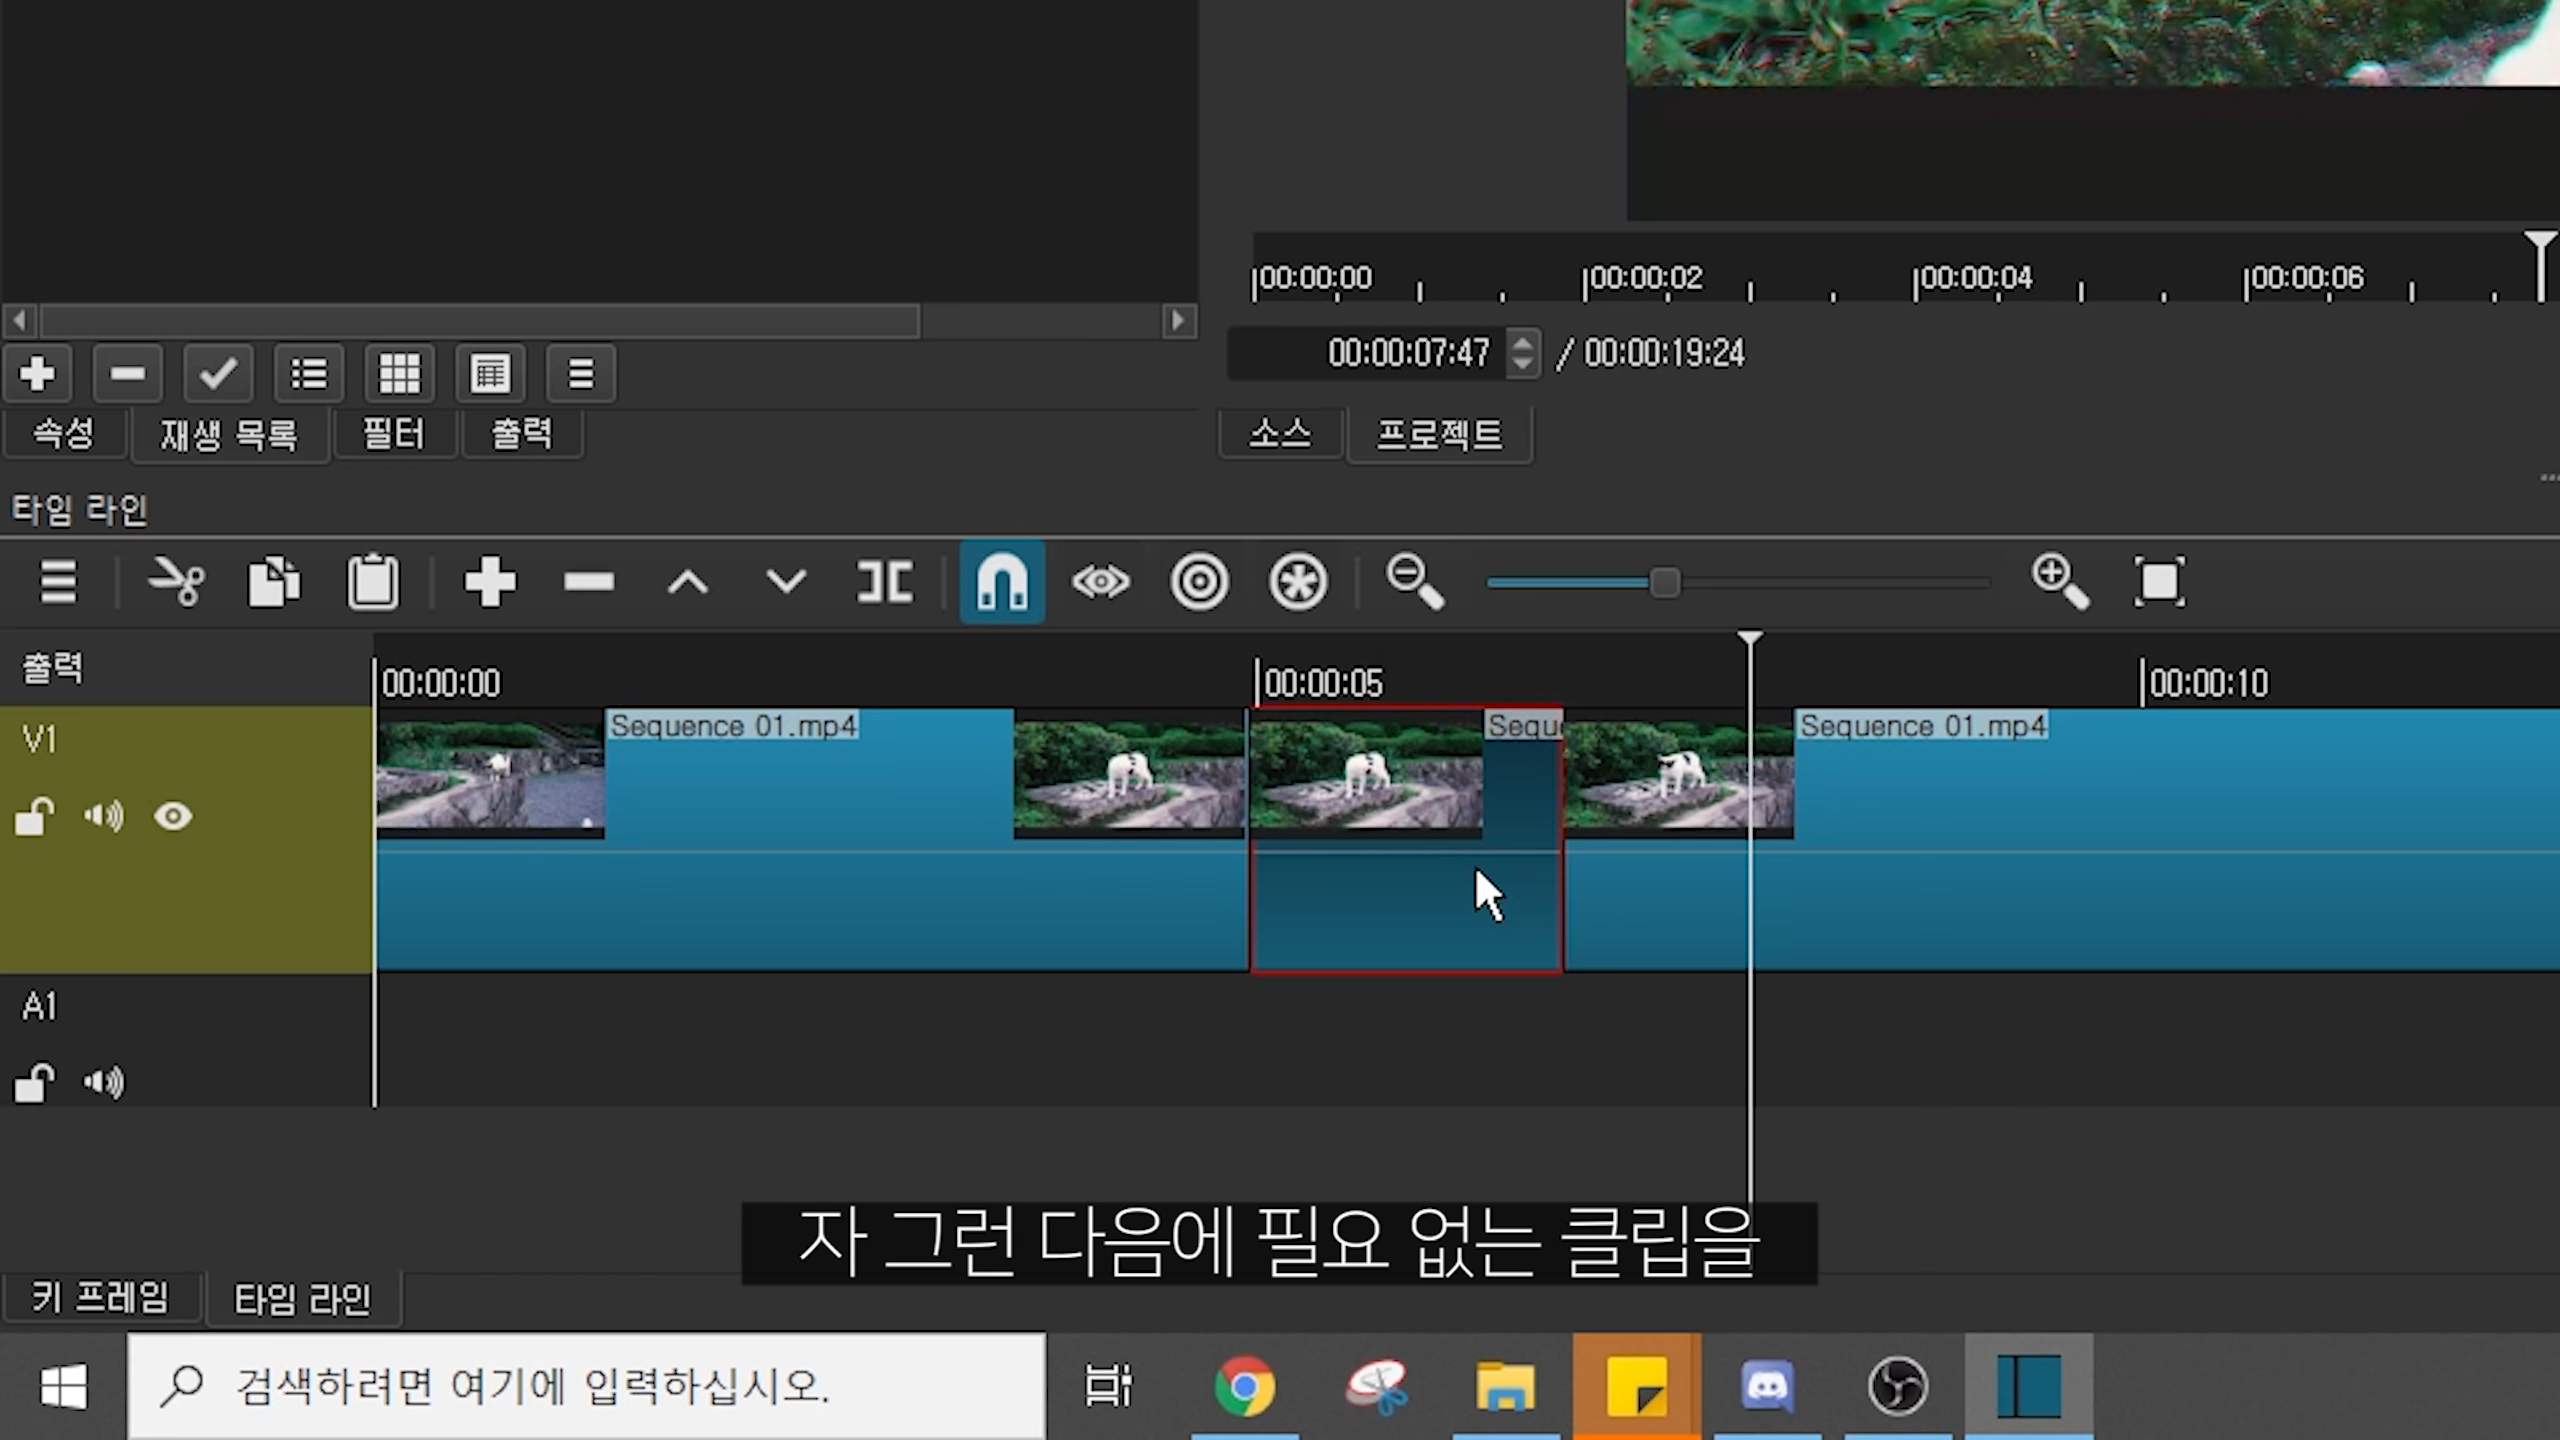 00:00:00 00:00:02 00:00:04 00:00:06
00:00:07:47 / 00:00:19:24
속성 재생 목록 필터 출력
소스 프로젝트
타임 라인
출력
00:00:00 00:00:05 00:00:10
V1
Sequence 01.mp4 Sequ Sequence 01.mp4
A1
자 그런 다음에 필요 없는 클립을
키 프레임 타임 라인
검색하려면 여기에 입력하십시오.